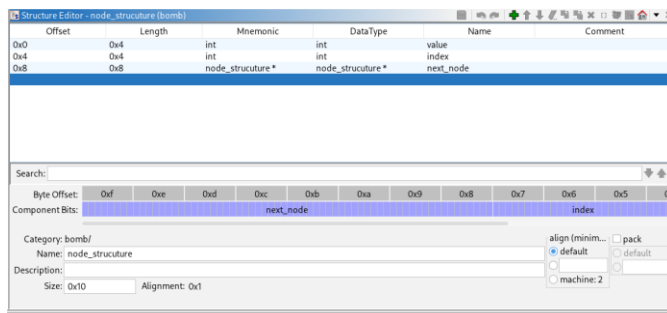 Structure Editor - node_strucuture (bomb)
Offset Length Mnemonic DataType Name Comment
0x0 0x4 int int value
0x4 0x4 int int index
0x8 0x8 node_strucuture * node_strucuture * next_node
Search:
Byte Offset: 0xf 0xe 0xd 0xc 0xb 0xa 0x9 0x8 0x7 0x6 0x5
Component Bits: next_node index
Category: bomb/ align (minim... pack
Name: node_strucuture default default
Description:
Size: 0x10 Alignment: 0x1 machine: 2